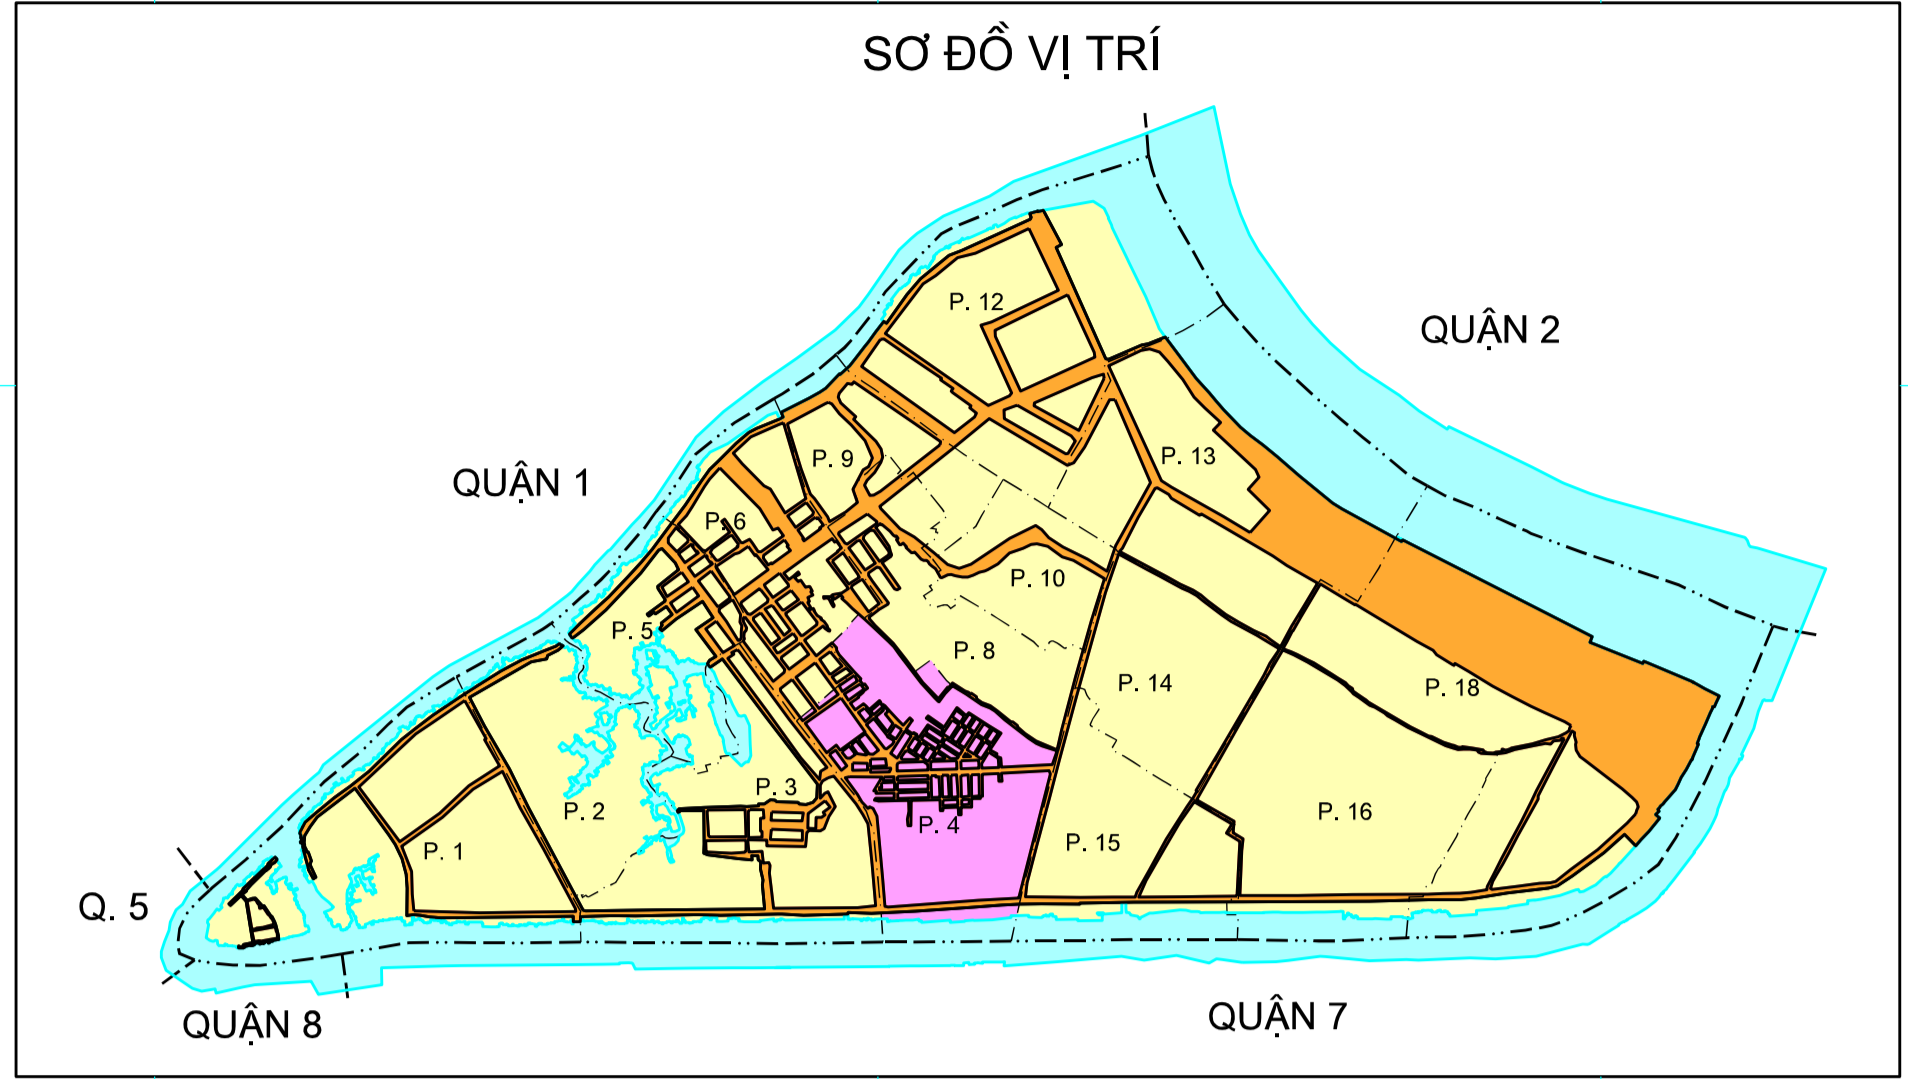 SƠ ĐỒ VỊ TRÍ
P. 12
QUẬN 2
P. 9
P. 13
QUẬN 1
P. 6
P. 10
P. 5
P. 8
P. 14
P. 18
P. 3
P. 2
P. 16
P. 4
P. 15
P. 1
Q. 5
QUẬN 8
QUẬN 7